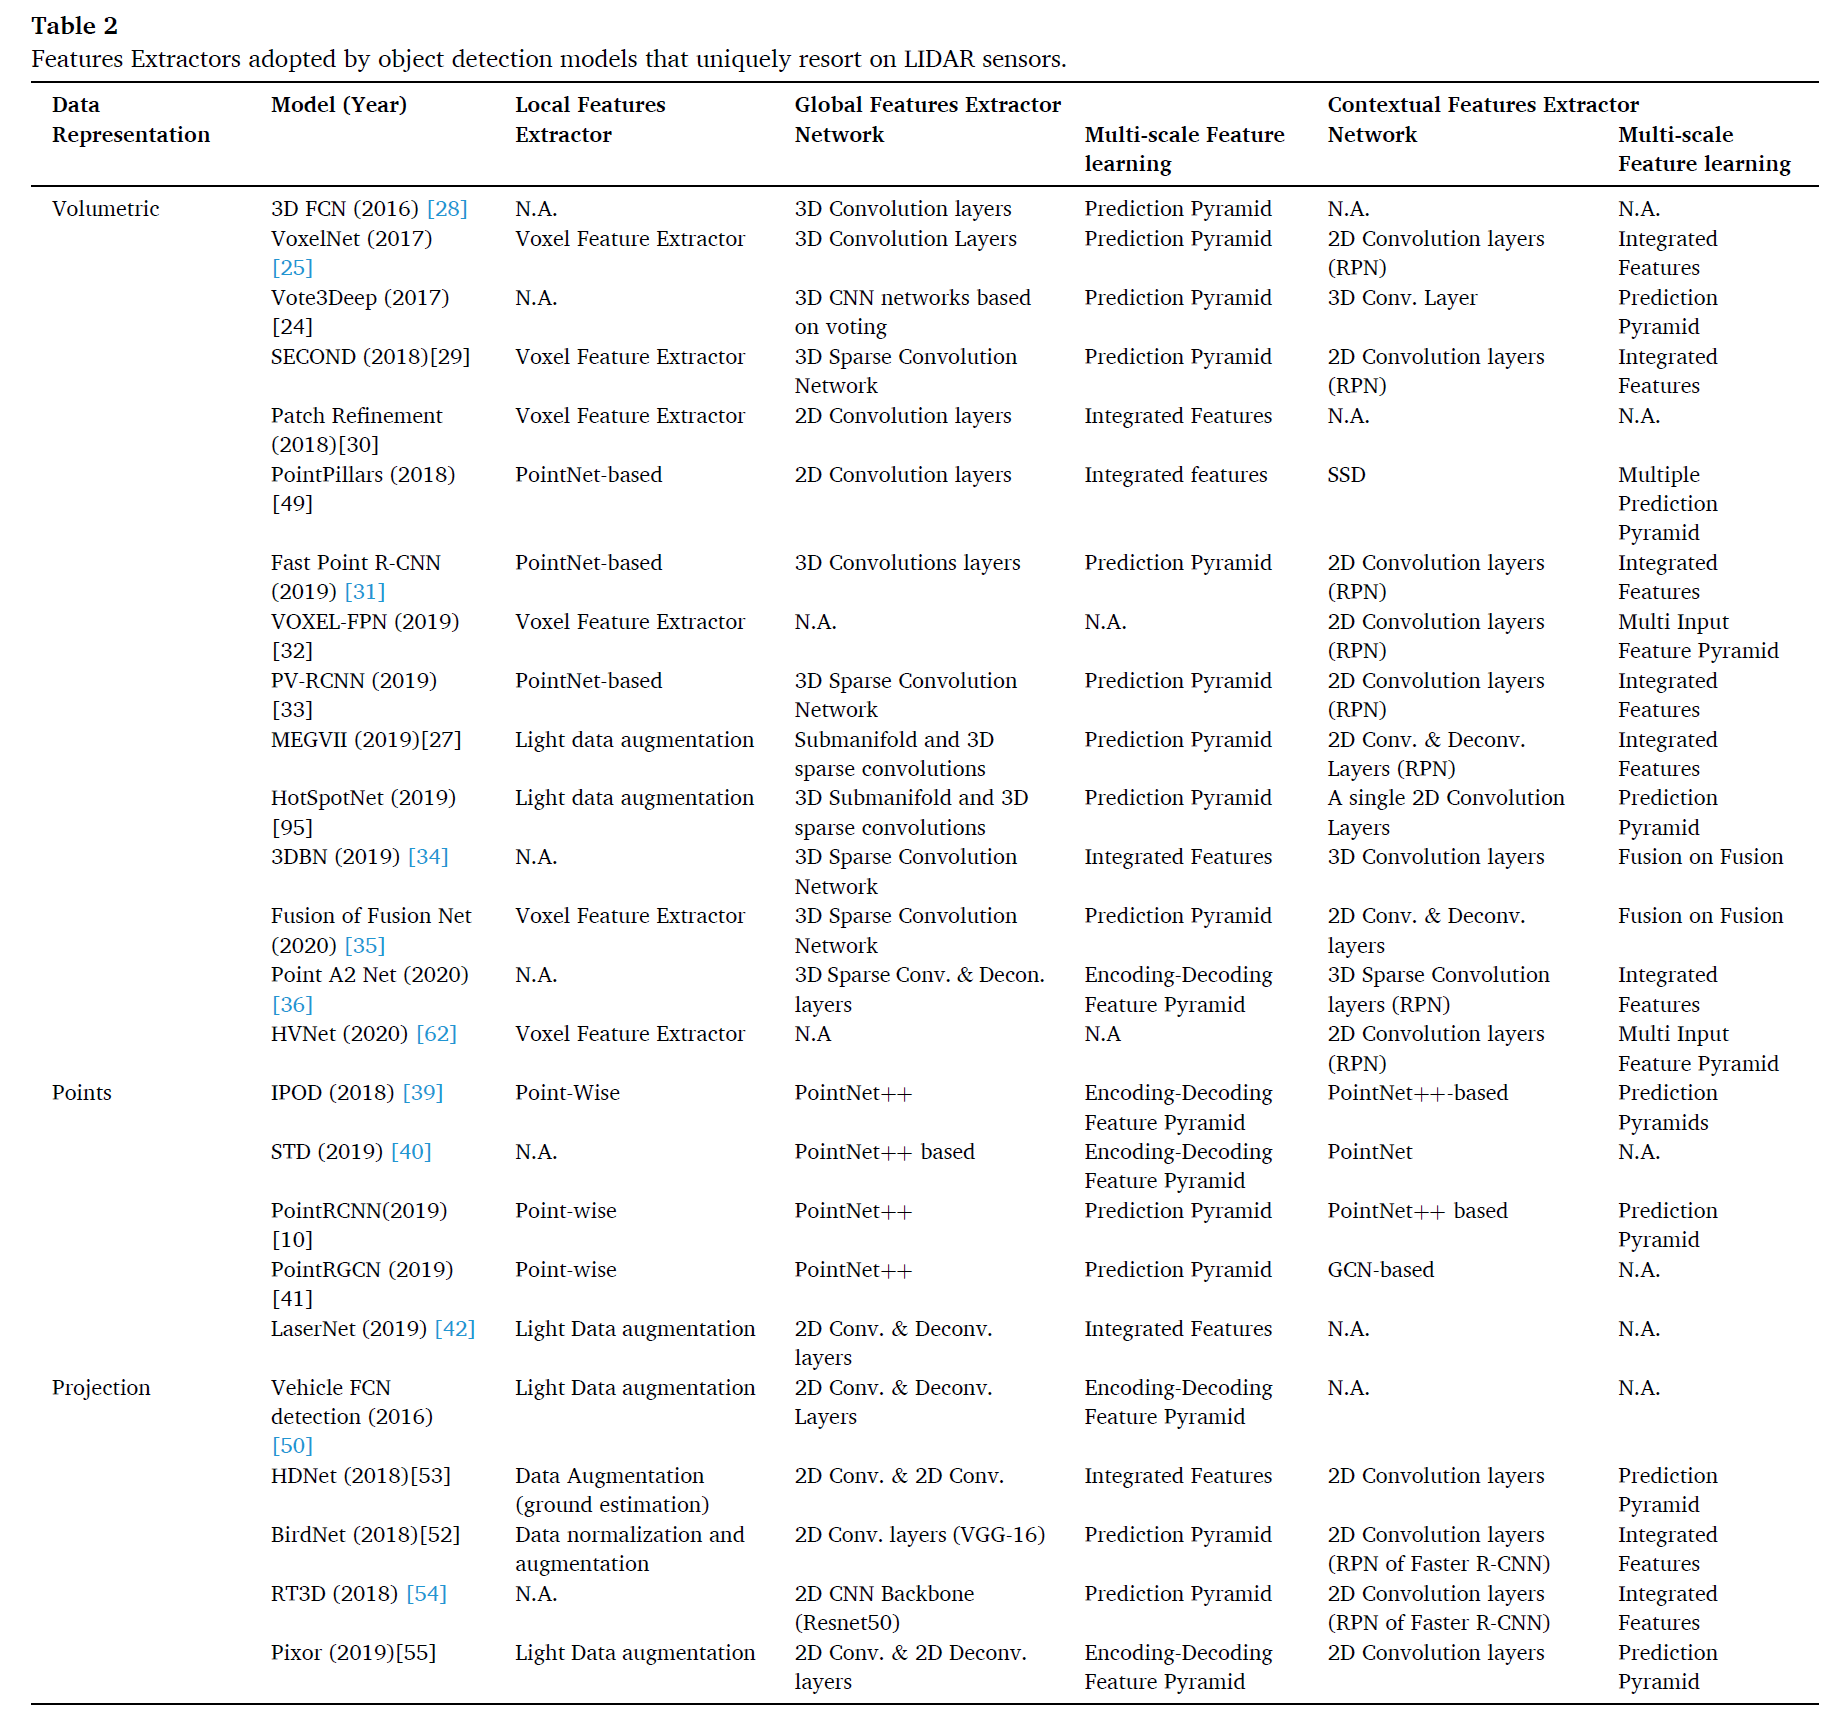 Table 2
Features Extractors adopted by object detection models that uniquely resort on LIDAR sensors.
Data Model (Year) Local Features Global Features Extractor Contextual Features Extractor
Representation Extractor Network Multi-scale Feature Network Multi-scale
learning Feature learning
Volumetric 3D FCN (2016) [28] N.A. 3D Convolution layers Prediction Pyramid N.A. N.A.
VoxelNet (2017) Voxel Feature Extractor 3D Convolution Layers Prediction Pyramid 2D Convolution layers Integrated
[25] (RPN) Features
Vote3Deep (2017) N.A. 3D CNN networks based Prediction Pyramid 3D Conv. Layer Prediction
[24] on voting Pyramid
SECOND (2018)[29] Voxel Feature Extractor 3D Sparse Convolution Prediction Pyramid 2D Convolution layers Integrated
Network (RPN) Features
Patch Refinement Voxel Feature Extractor 2D Convolution layers Integrated Features N.A. N.A.
(2018)[30]
PointPillars (2018) PointNet-based 2D Convolution layers Integrated features SSD Multiple
[49] Prediction
Pyramid
Fast Point R-CNN PointNet-based 3D Convolutions layers Prediction Pyramid 2D Convolution layers Integrated
(2019) [31] (RPN) Features
VOXEL-FPN (2019) Voxel Feature Extractor N.A. N.A. 2D Convolution layers Multi Input
[32] (RPN) Feature Pyramid
PV-RCNN (2019) PointNet-based 3D Sparse Convolution Prediction Pyramid 2D Convolution layers Integrated
[33] Network (RPN) Features
MEGVII (2019)[27] Light data augmentation Submanifold and 3D Prediction Pyramid 2D Conv. & Deconv. Integrated
sparse convolutions Layers (RPN) Features
HotSpotNet (2019) Light data augmentation 3D Submanifold and 3D Prediction Pyramid A single 2D Convolution Prediction
[95] sparse convolutions Layers Pyramid
3DBN (2019) [34] N.A. 3D Sparse Convolution Integrated Features 3D Convolution layers Fusion on Fusion
Network
Fusion of Fusion Net Voxel Feature Extractor 3D Sparse Convolution Prediction Pyramid 2D Conv. & Deconv. Fusion on Fusion
(2020) [35] Network layers
Point A2 Net (2020) N.A. 3D Sparse Conv. & Decon. Encoding-Decoding 3D Sparse Convolution Integrated
[36] layers Feature Pyramid layers (RPN) Features
HVNet (2020) [62] Voxel Feature Extractor N.A N.A 2D Convolution layers Multi Input
(RPN) Feature Pyramid
Points IPOD (2018) [39] Point-Wise PointNet++ Encoding-Decoding PointNet++-based Prediction
Feature Pyramid Pyramids
STD (2019) [40] N.A. PointNet++ based Encoding-Decoding PointNet N.A.
Feature Pyramid
PointRCNN(2019) Point-wise PointNet++ Prediction Pyramid PointNet++ based Prediction
[10] Pyramid
PointRGCN (2019) Point-wise PointNet++ Prediction Pyramid GCN-based N.A.
[41]
LaserNet (2019) [42] Light Data augmentation 2D Conv. & Deconv. Integrated Features N.A. N.A.
layers
Projection Vehicle FCN Light Data augmentation 2D Conv. & Deconv. Encoding-Decoding N.A. N.A.
detection (2016) Layers Feature Pyramid
[50]
HDNet (2018)[53] Data Augmentation 2D Conv. & 2D Conv. Integrated Features 2D Convolution layers Prediction
(ground estimation) Pyramid
BirdNet (2018)[52] Data normalization and 2D Conv. layers (VGG-16) Prediction Pyramid 2D Convolution layers Integrated
augmentation (RPN of Faster R-CNN) Features
RT3D (2018) [54] N.A. 2D CNN Backbone Prediction Pyramid 2D Convolution layers Integrated
(Resnet50) (RPN of Faster R-CNN) Features
Pixor (2019)[55] Light Data augmentation 2D Conv. & 2D Deconv. Encoding-Decoding 2D Convolution layers Prediction
layers Feature Pyramid Pyramid